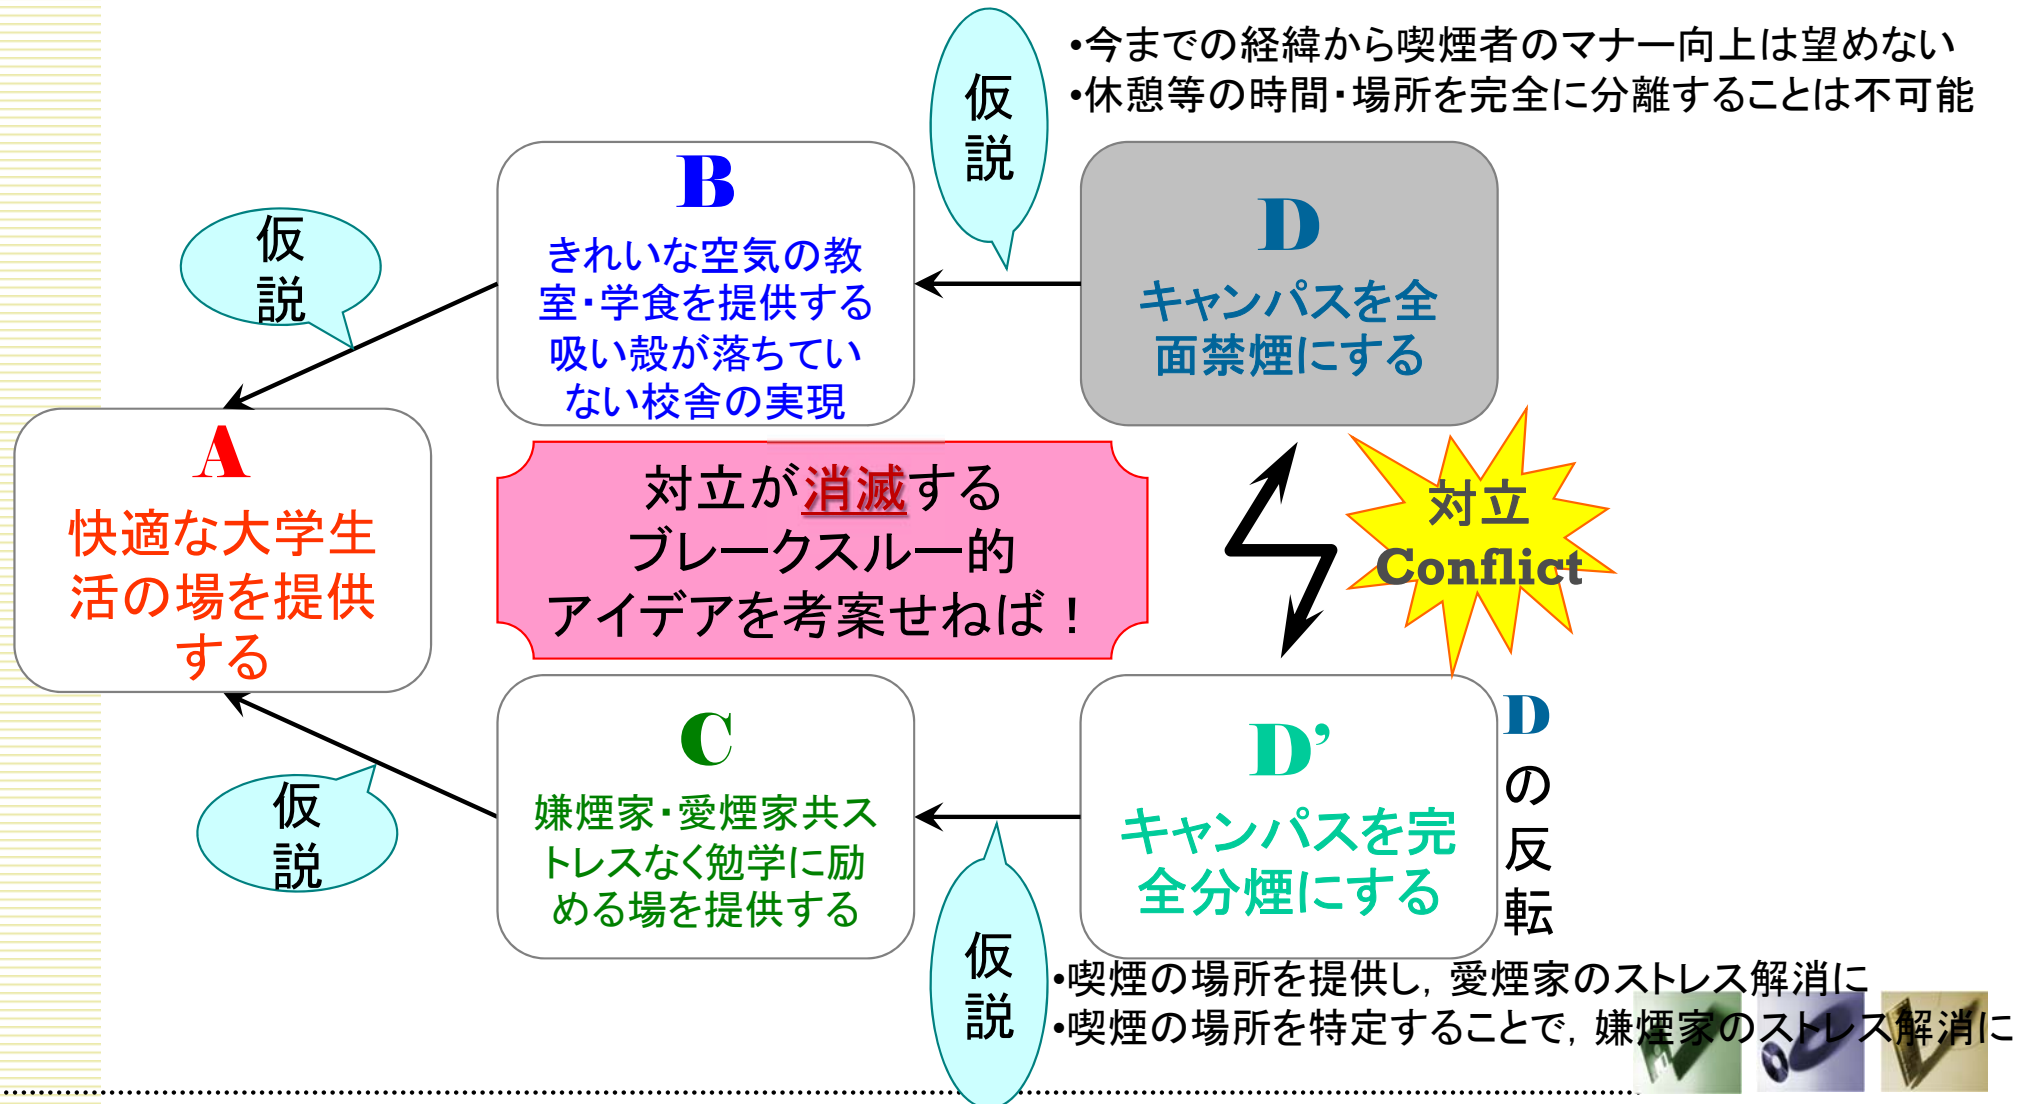 •今までの経緯から喫煙者のマナー向上は望めない
•休憩等の時間・場所を完全に分離することは不可能
仮
説
B
きれいな空気の教
室・学食を提供する
吸い殻が落ちてい
ない校舎の実現
D
キャンパスを全
面禁煙にする
仮
説
A
快適な大学生
活の場を提供
する
対立が消滅する
ブレークスルー的
アイデアを考案せねば！
対立
Conflict
C
嫌煙家・愛煙家共ス
トレスなく勉学に励
める場を提供する
D’
キャンパスを完
全分煙にする
D
の
反
転
仮
説
仮
説
•喫煙の場所を提供し，愛煙家のストレス解消に
•喫煙の場所を特定することで，嫌煙家のストレス解消に